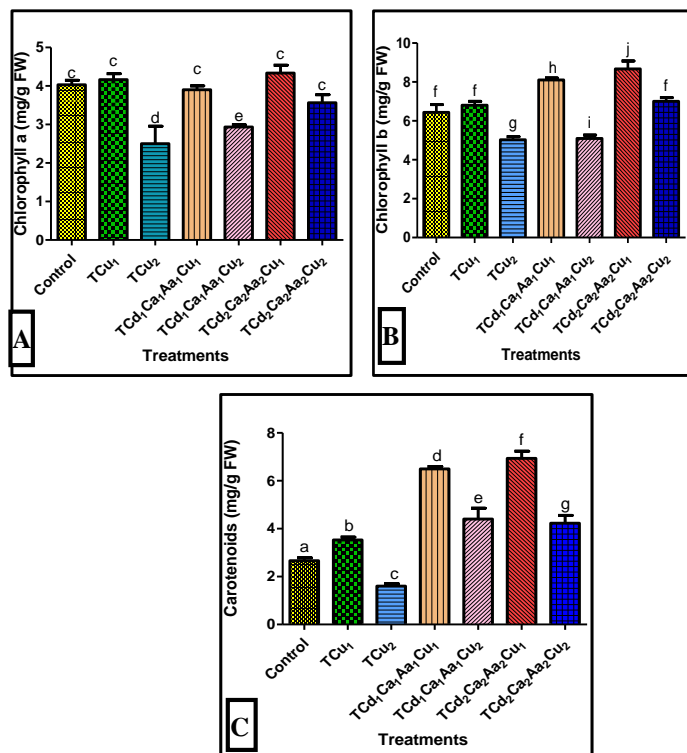 Chlorophyll a (mg/g FW)
5
4
3
2
1
0
c
c
d
c
e
c
c
Control
TCu₁
TCu₂
TCd₁Ca₁Aa₁Cu₁
TCd₁Ca₁Aa₁Cu₂
TCd₂Ca₂Aa₂Cu₁
TCd₂Ca₂Aa₂Cu₂
Treatments
A
Chlorophyll b (mg/g FW)
10
8
6
4
2
0
f
f
g
h
i
j
f
Control
TCu₁
TCu₂
TCd₁Ca₁Aa₁Cu₁
TCd₁Ca₁Aa₁Cu₂
TCd₂Ca₂Aa₂Cu₁
TCd₂Ca₂Aa₂Cu₂
Treatments
B
Carotenoids (mg/g FW)
8
6
4
2
0
a
b
c
d
e
f
g
Control
TCu₁
TCu₂
TCd₁Ca₁Aa₁Cu₁
TCd₁Ca₁Aa₁Cu₂
TCd₂Ca₂Aa₂Cu₁
TCd₂Ca₂Aa₂Cu₂
Treatments
C